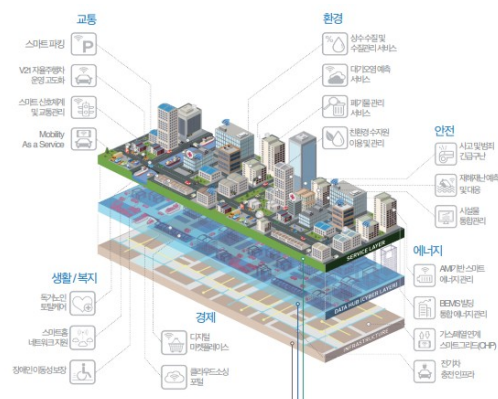 교통
스마트 파킹
V2I 자율주행차
운영 고도화
스마트 신호체계
및 교통관리
Mobility
As a Service
환경
상수 수질 및
수질관리 서비스
대기오염 예측
서비스
폐기물 관리
서비스
친환경 수자원
이용 및 관리
안전
사고 및 범죄
긴급구난
재해재난 예측
및 대응
시설물
통합관리
SERVICE LAYER
DATA HUB (CYBER LAYER)
INFRASTRUCTURE
에너지
AMI기반 스마트
에너지 관리
BEMS 빌딩
통합 에너지 관리
가스/폐열 연계
스마트그리드(CHP)
전기차
충전 인프라
생활 / 복지
독거노인
토탈케어
스마트홈
네트워크 지원
장애인 이동성 보장
경제
디지털
마켓플레이스
클라우드소싱
포털